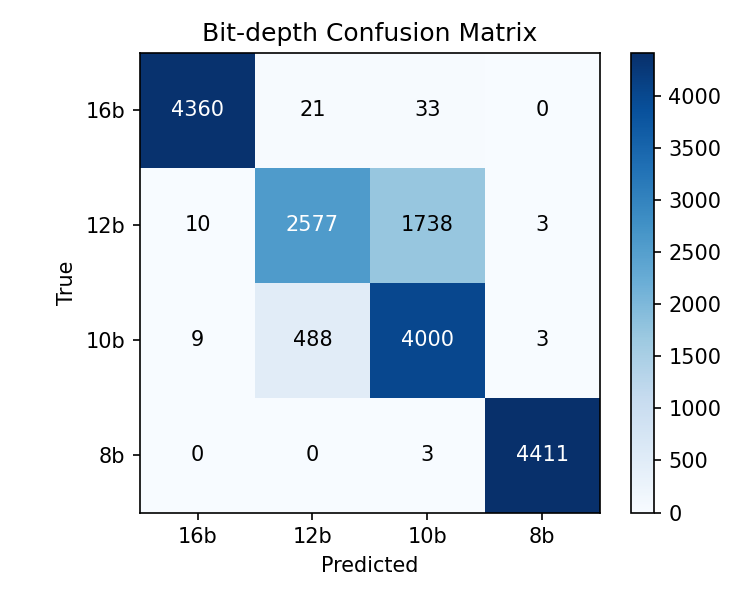 Bit-depth Confusion Matrix
16b 4360 21 33 0
12b 10 2577 1738 3
10b 9 488 4000 3
8b 0 0 3 4411
16b 12b 10b 8b
Predicted
True
4000
3500
3000
2500
2000
1500
1000
500
0